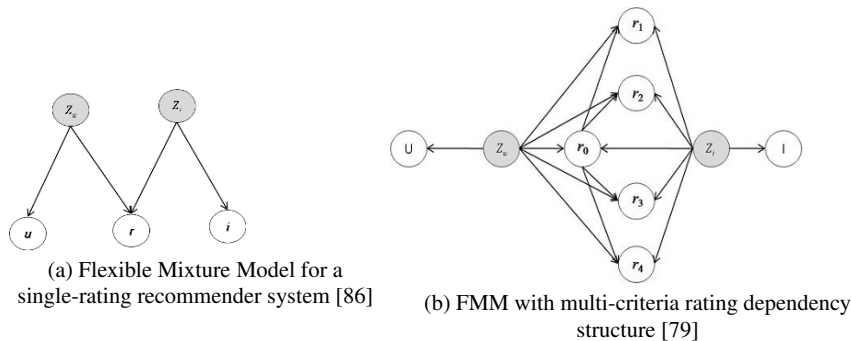 Z_u
Z_i
u
r
i
(a) Flexible Mixture Model for a
single-rating recommender system [86]
r_1
r_2
U
Z_u
r_0
Z_i
I
r_3
r_4
(b) FMM with multi-criteria rating dependency
structure [79]